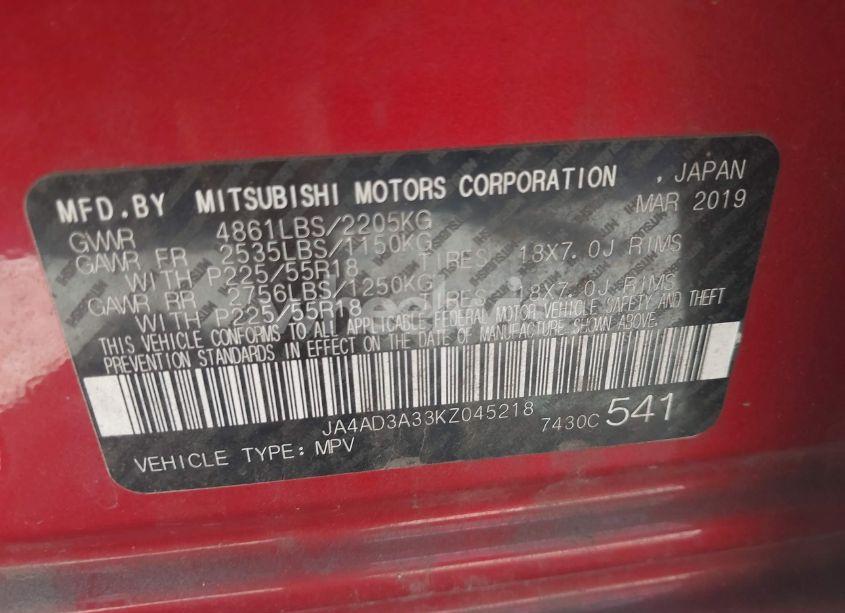 MFD.BY MITSUBISHI MOTORS CORPORATION , JAPAN
MAR 2019
GVWR 4861LBS/2205KG
GAWR FR 2535LBS/1150KG
WITH P225/55R18 TIRES 18X7.0J RIMS
GAWR RR 2756LBS/1250KG
WITH P225/55R18 TIRES 18X7.0J RIMS
THIS VEHICLE CONFORMS TO ALL APPLICABLE FEDERAL MOTOR VEHICLE SAFETY AND THEFT
PREVENTION STANDARDS IN EFFECT ON THE DATE OF MANUFACTURE SHOWN ABOVE.
JA4AD3A33KZ045218 7430C 541
VEHICLE TYPE: MPV